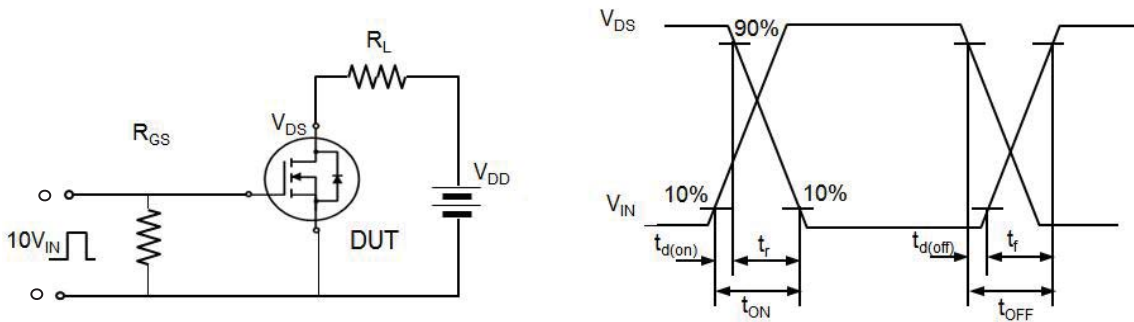 R_L
R_GS
V_DS
V_DD
10V_IN
DUT
V_DS
90%
10%
10%
V_IN
t_d(on)
t_r
t_d(off)
t_f
t_ON
t_OFF